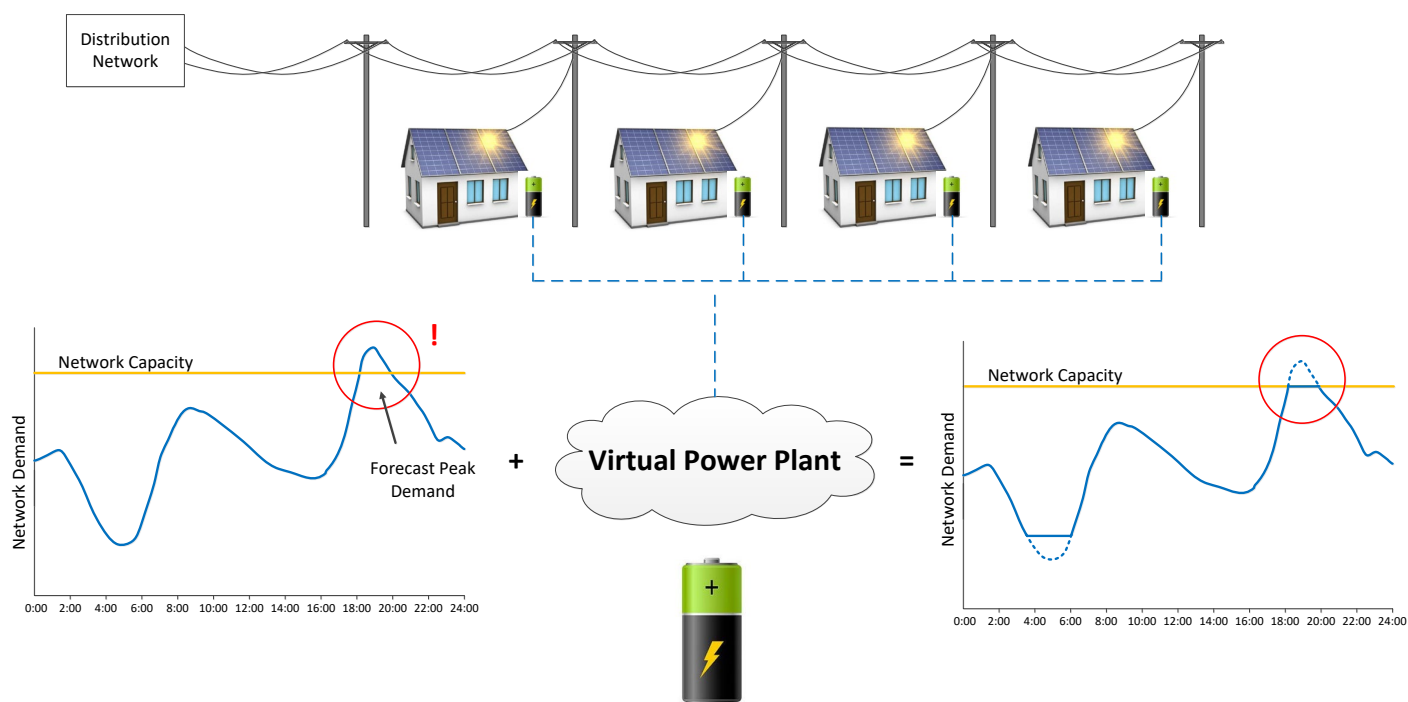 Distribution
Network
!
Network Capacity
Forecast Peak
Demand
Network Demand
0:00 2:00 4:00 6:00 8:00 10:00 12:00 14:00 16:00 18:00 20:00 22:00 24:00
+
Virtual Power Plant
=
+
Network Capacity
Network Demand
0:00 2:00 4:00 6:00 8:00 10:00 12:00 14:00 16:00 18:00 20:00 22:00 24:00